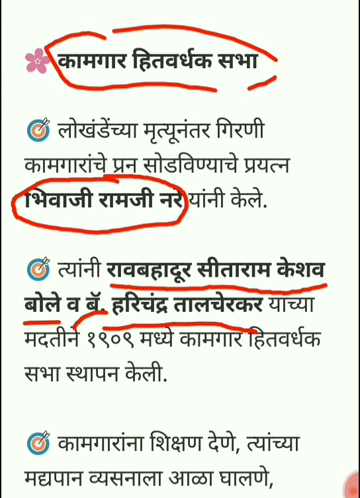 कामगार हितवर्धक सभा
लोखंडेंच्या मृत्यूनंतर गिरणी
कामगारांचे प्रन सोडविण्याचे प्रयत्न
भिवाजी रामजी नरे यांनी केले.
त्यांनी रावबहादूर सीताराम केशव
बोले व बॅ. हरिचंद्र तालचेरकर याच्या
मदतीने १९०९ मध्ये कामगार हितवर्धक
सभा स्थापन केली.
कामगारांना शिक्षण देणे, त्यांच्या
मद्यपान व्यसनाला आळा घालणे,